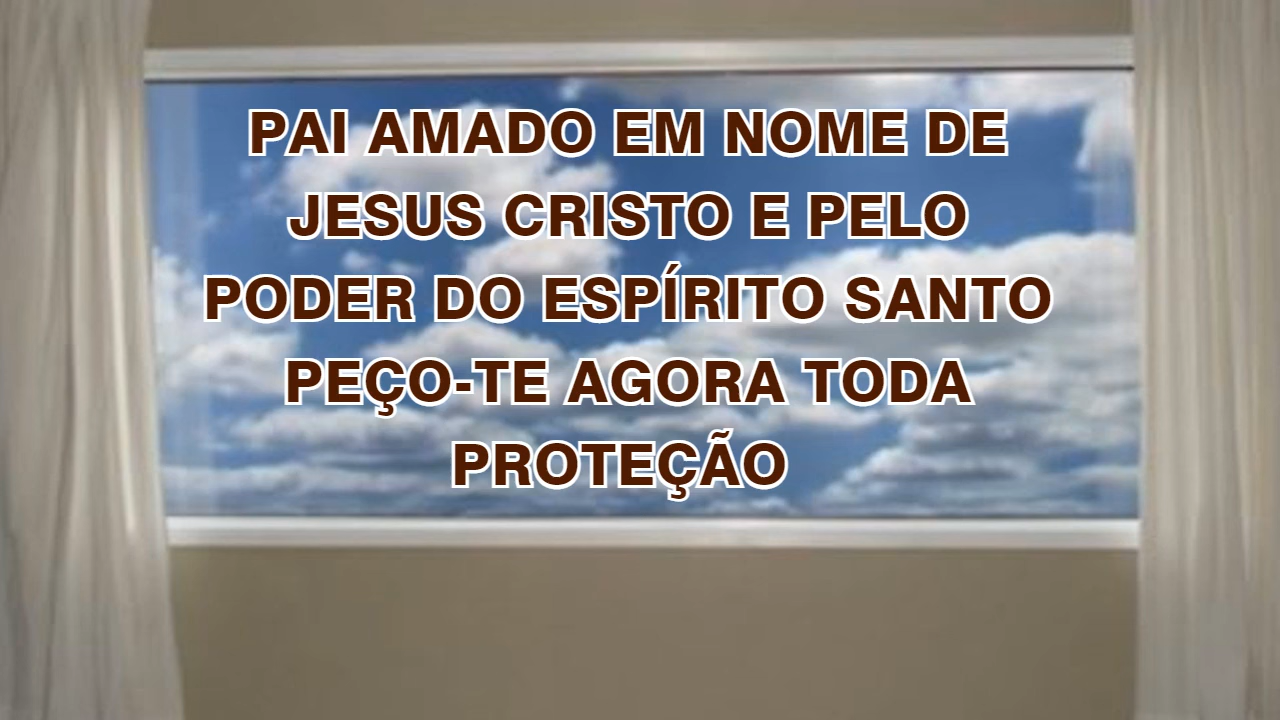 PAI AMADO EM NOME DE
JESUS CRISTO E PELO
PODER DO ESPÍRITO SANTO
PEÇO-TE AGORA TODA
PROTEÇÃO